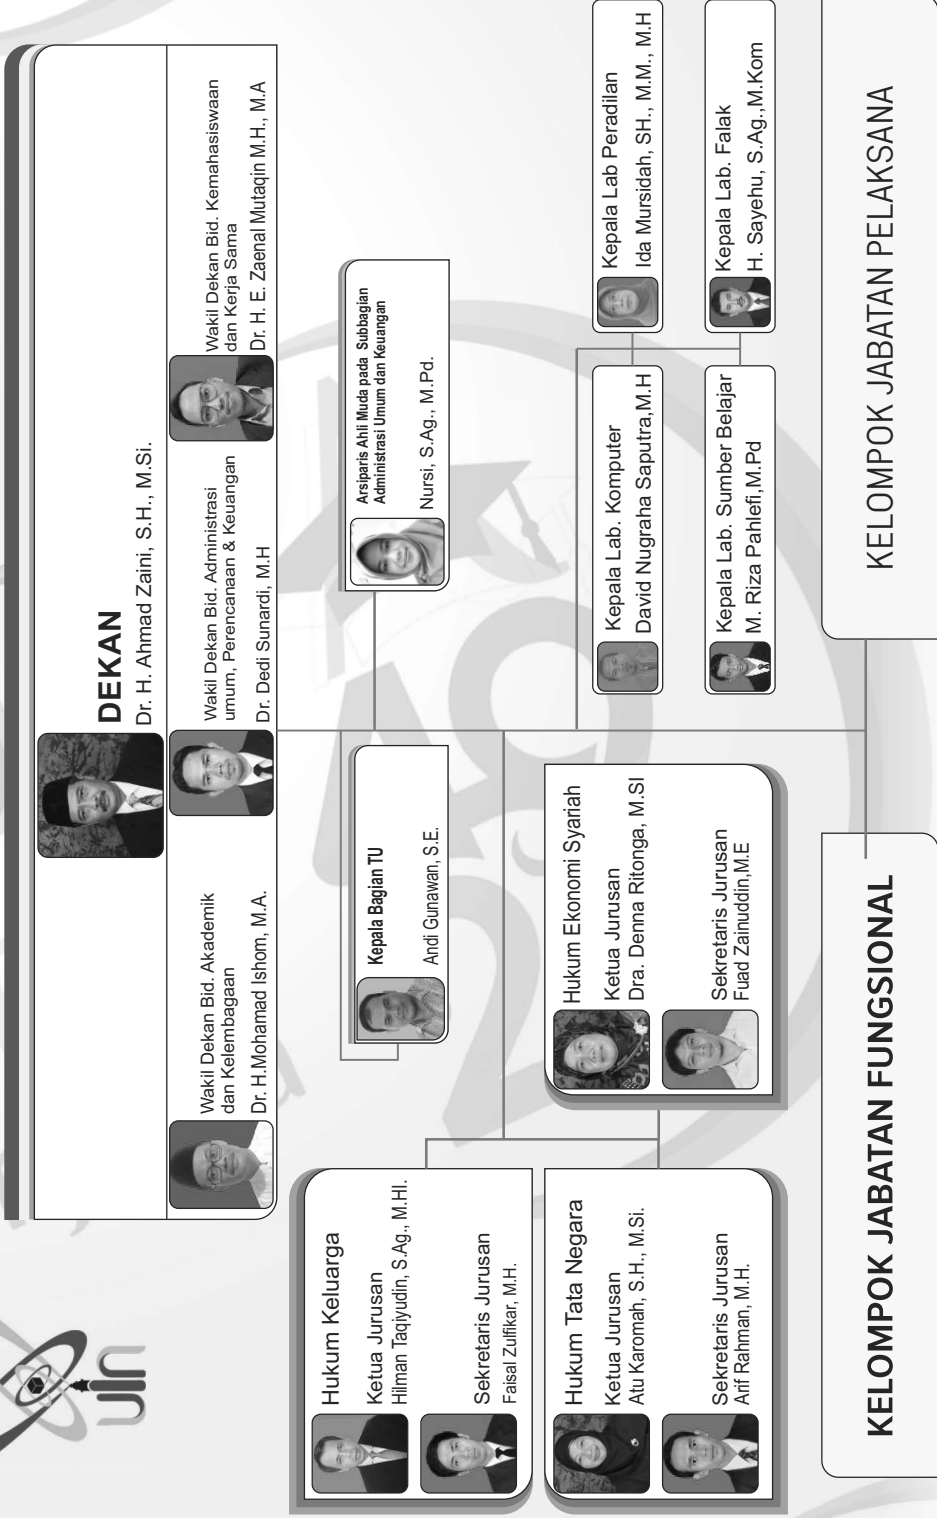 DEKAN
Dr. H. Ahmad Zaini, S.H., M.Si.
Wakil Dekan Bid. Akademik
dan Kelembagaan
Dr. H.Mohamad Ishom, M.A.
Wakil Dekan Bid. Administrasi
umum, Perencanaan & Keuangan
Dr. Dedi Sunardi, M.H
Wakil Dekan Bid. Kemahasiswaan
dan Kerja Sama
Dr. H. E. Zaenal Mutaqin M.H., M.A
Kepala Bagian TU
Andi Gunawan, S.E.
Arsiparis Ahli Muda pada Subbagian
Administrasi Umum dan Keuangan
Nursi, S.Ag., M.Pd.
Hukum Keluarga
Ketua Jurusan
Hilman Taqiyudin, S.Ag., M.HI.
Sekretaris Jurusan
Faisal Zulfikar, M.H.
Hukum Tata Negara
Ketua Jurusan
Atu Karomah, S.H., M.Si.
Sekretaris Jurusan
Arif Rahman, M.H.
Hukum Ekonomi Syariah
Ketua Jurusan
Dra. Denna Ritonga, M.SI
Sekretaris Jurusan
Fuad Zainuddin,M.E
Kepala Lab. Komputer
David Nugraha Saputra,M.H
Kepala Lab Peradilan
Ida Mursidah, SH., M.M., M.H
Kepala Lab. Sumber Belajar
M. Riza Pahlefi,M.Pd
Kepala Lab. Falak
H. Sayehu, S.Ag.,M.Kom
KELOMPOK JABATAN FUNGSIONAL
KELOMPOK JABATAN PELAKSANA
uin